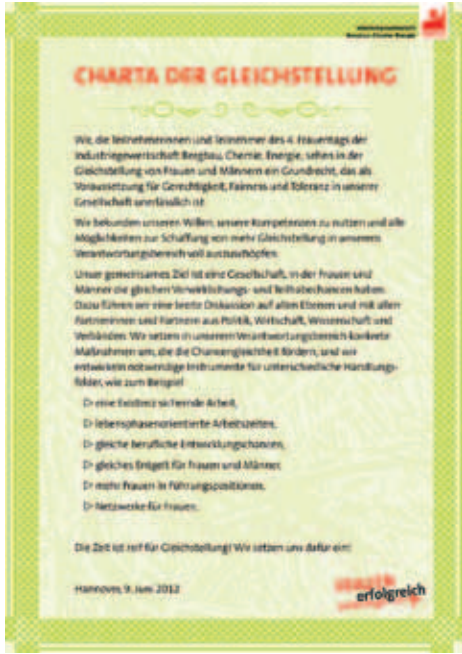 Industriegewerkschaft
Bergbau, Chemie, Energie
CHARTA DER GLEICHSTELLUNG
Wir, die Teilnehmerinnen und Teilnehmer des 4. Frauentags der
Industriegewerkschaft Bergbau, Chemie, Energie, sehen in der
Gleichstellung von Frauen und Männern ein Grundrecht, das als
Voraussetzung für Gerechtigkeit, Fairness und Toleranz in unserer
Gesellschaft unerlässlich ist.
Wir bekunden unseren Willen, unsere Kompetenzen zu nutzen und alle
Möglichkeiten zur Schaffung von mehr Gleichstellung in unserem
Verantwortungsbereich voll auszuschöpfen.
Unser gemeinsames Ziel ist eine Gesellschaft, in der Frauen und
Männer die gleichen Verwirklichungs- und Teilhabechancen haben.
Dazu führen wir eine breite Diskussion auf allen Ebenen und mit allen
Partnerinnen und Partnern aus Politik, Wirtschaft, Wissenschaft und
Verbänden. Wir setzen in unserem Verantwortungsbereich konkrete
Maßnahmen um, die die Chancengleichheit fördern, und wir
entwickeln notwendige Instrumente für unterschiedliche Handlungs-
felder, wie zum Beispiel
▷ eine Existenz sichernde Arbeit,
▷ lebensphasenorientierte Arbeitszeiten,
▷ gleiche berufliche Entwicklungschancen,
▷ gleiches Entgelt für Frauen und Männer,
▷ mehr Frauen in Führungspositionen,
▷ Netzwerke für Frauen.
Die Zeit ist reif für Gleichstellung! Wir setzen uns dafür ein!
Hannover, 9. Juni 2012
erfolgreich